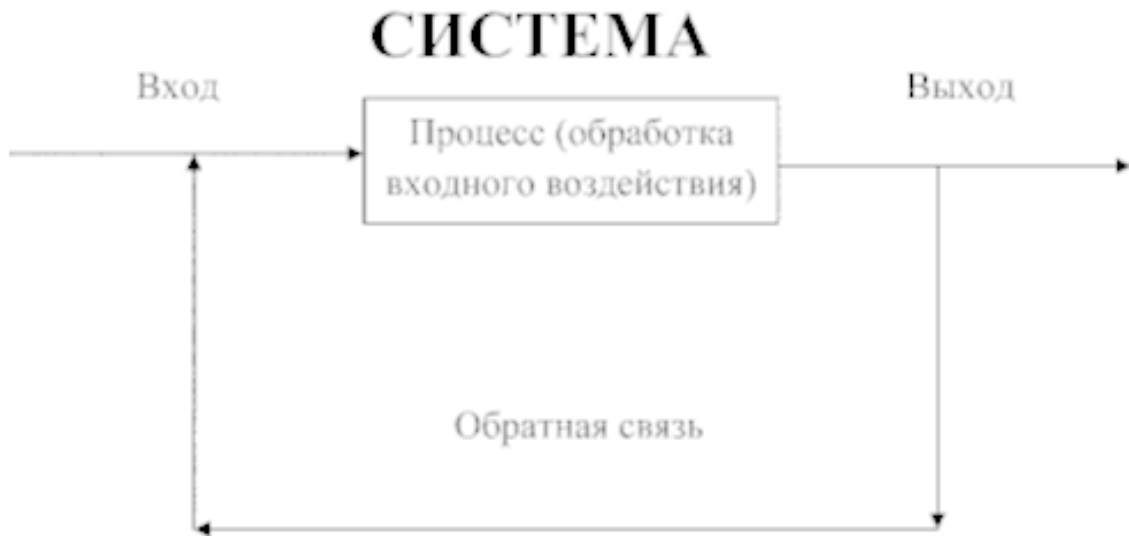 СИСТЕМА
Вход
Выход
Процесс (обработка
входного воздействия)
Обратная связь